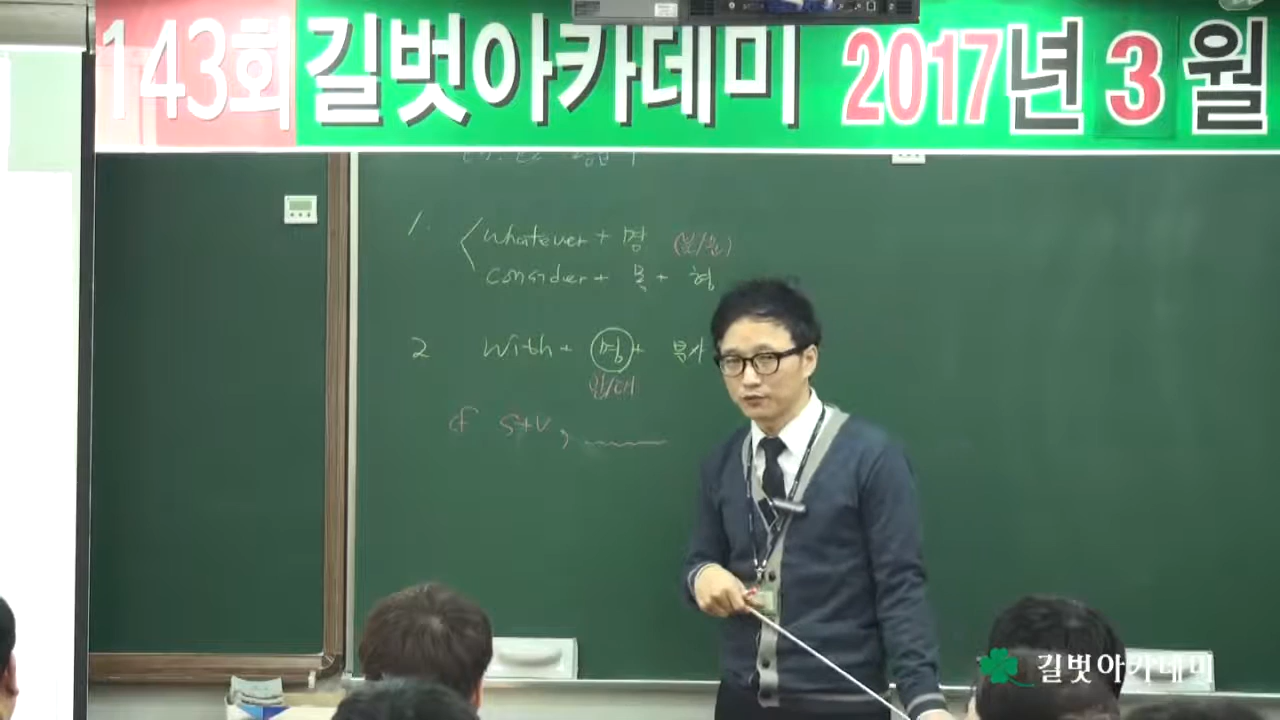 143회 길벗아카데미 2017년 3월
1. whatever + 명
consider + 목 + 형
2 With + 명 + 목사
cf S+V,
길벗아카데미